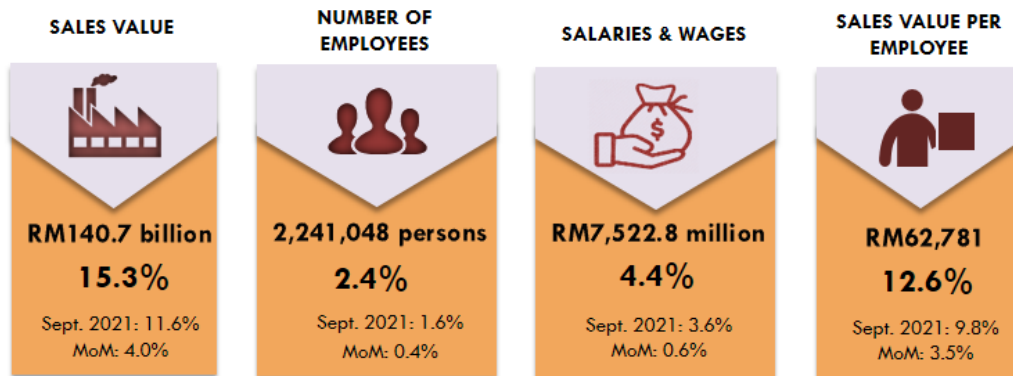 SALES VALUE
RM140.7 billion
15.3%
Sept. 2021: 11.6%
MoM: 4.0%
NUMBER OF
EMPLOYEES
2,241,048 persons
2.4%
Sept. 2021: 1.6%
MoM: 0.4%
SALARIES & WAGES
$
RM7,522.8 million
4.4%
Sept. 2021: 3.6%
MoM: 0.6%
SALES VALUE PER
EMPLOYEE
RM62,781
12.6%
Sept. 2021: 9.8%
MoM: 3.5%